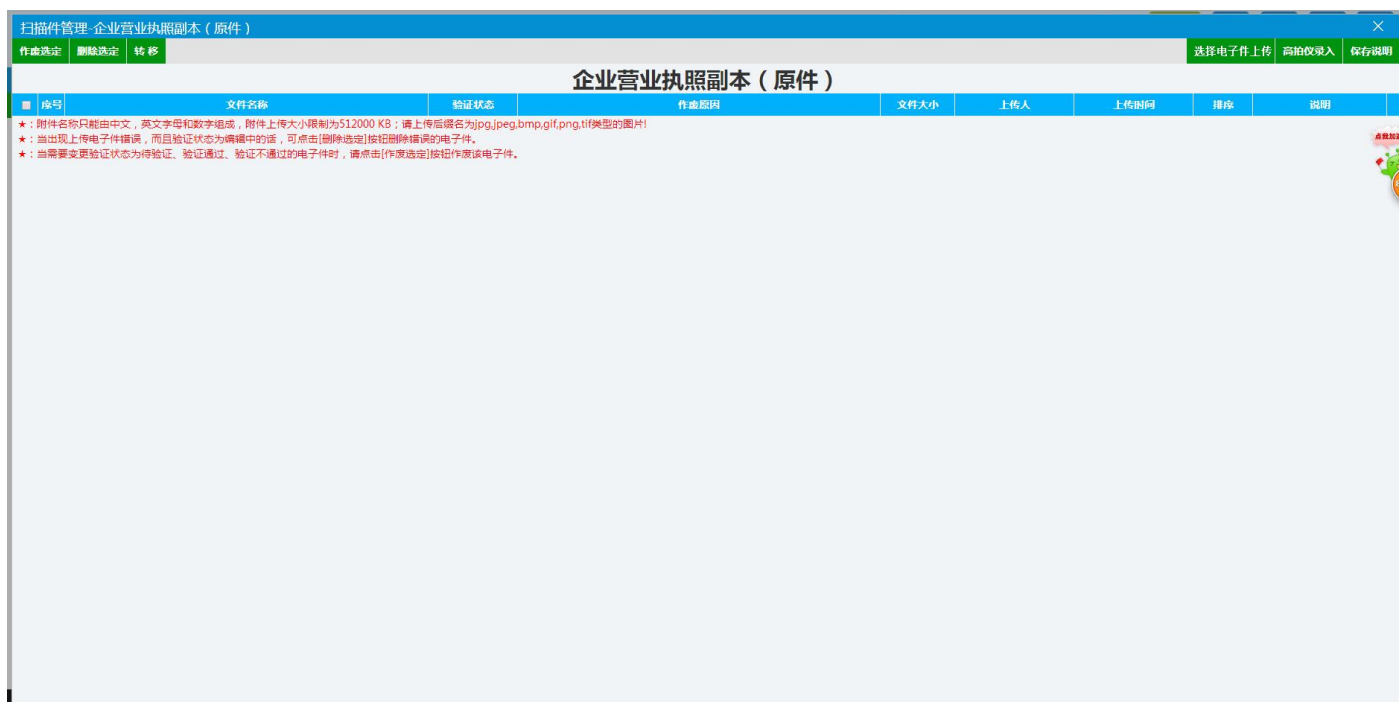 扫描件管理-企业营业执照副本（原件）
作废选定 删除选定 转移 选择电子件上传 高拍仪录入 保存说明
企业营业执照副本（原件）
序号 文件名称 验证状态 作废原因 文件大小 上传人 上传时间 排序 说明
★：附件名称只能由中文，英文字母和数字组成，附件上传大小限制为512000 KB；请上传后缀名为jpg,jpeg,bmp,gif,png,tif类型的图片!
★：当出现上传电子件错误，而且验证状态为编辑中的话，可点击[删除选定]按钮删除错误的电子件。
★：当需要变更验证状态为待验证、验证通过、验证不通过的电子件时，请点击[作废选定]按钮作废该电子件。